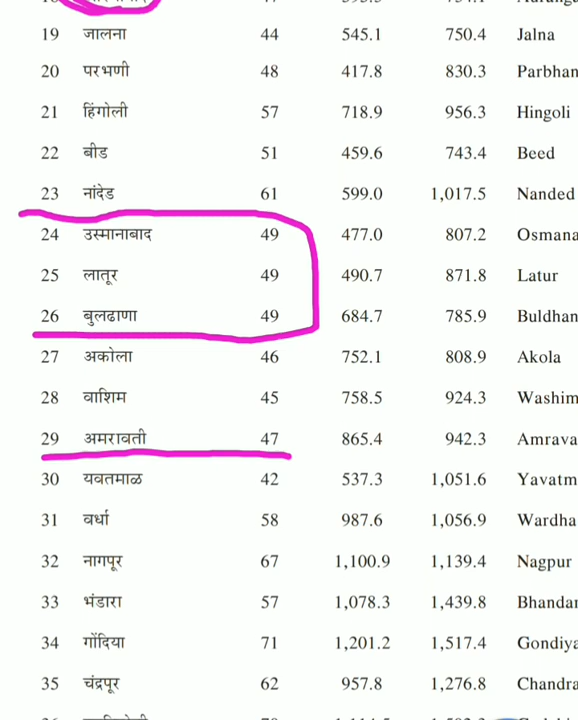 19 जालना 44 545.1 750.4 Jalna
20 परभणी 48 417.8 830.3 Parbhan
21 हिंगोली 57 718.9 956.3 Hingoli
22 बीड 51 459.6 743.4 Beed
23 नांदेड 61 599.0 1,017.5 Nanded
24 उस्मानाबाद 49 477.0 807.2 Osmana
25 लातूर 49 490.7 871.8 Latur
26 बुलढाणा 49 684.7 785.9 Buldhan
27 अकोला 46 752.1 808.9 Akola
28 वाशिम 45 758.5 924.3 Washim
29 अमरावती 47 865.4 942.3 Amrava
30 यवतमाळ 42 537.3 1,051.6 Yavatm
31 वर्धा 58 987.6 1,056.9 Wardha
32 नागपूर 67 1,100.9 1,139.4 Nagpur
33 भंडारा 57 1,078.3 1,439.8 Bhandar
34 गोंदिया 71 1,201.2 1,517.4 Gondiya
35 चंद्रपूर 62 957.8 1,276.8 Chandra